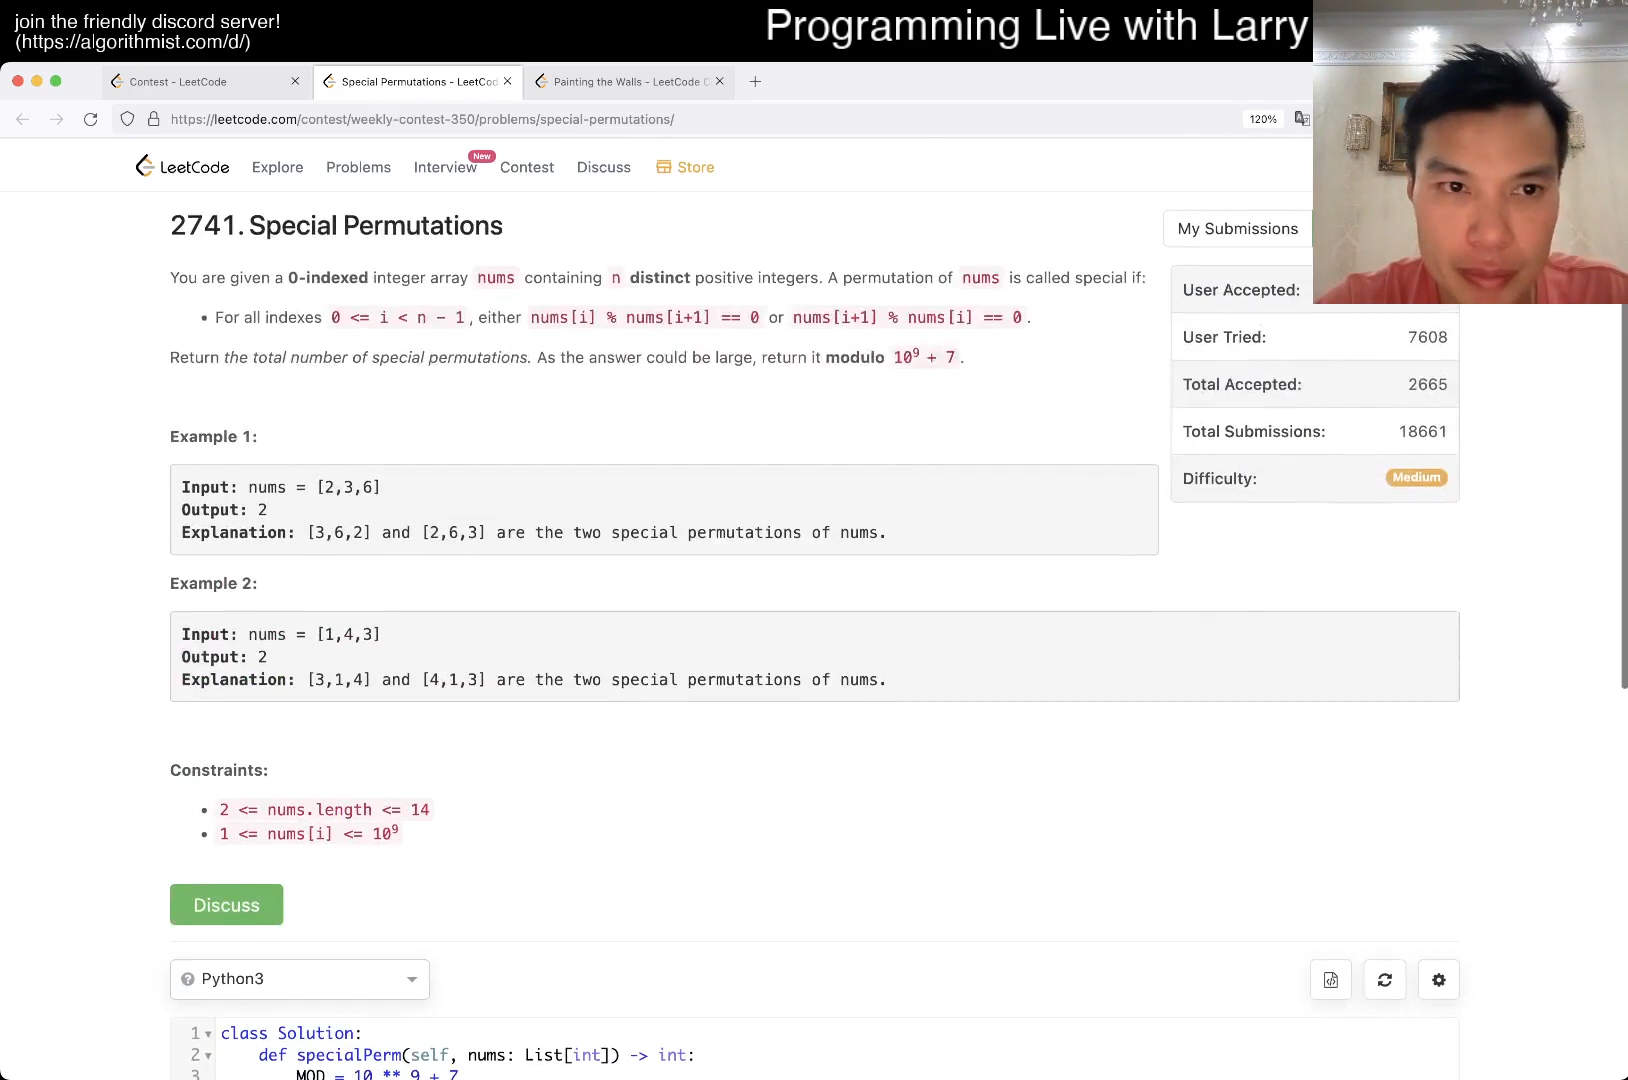 join the friendly discord server!
(https://algorithmist.com/d/)
Programming Live with Larry
Contest - LeetCode
Special Permutations - LeetCod
Painting the Walls - LeetCode C
https://leetcode.com/contest/weekly-contest-350/problems/special-permutations/
120%
LeetCode
Explore
Problems
Interview
New
Contest
Discuss
Store
2741. Special Permutations
My Submissions
You are given a 0-indexed integer array nums containing n distinct positive integers. A permutation of nums is called special if:
• For all indexes 0 <= i < n - 1, either nums[i] % nums[i+1] == 0 or nums[i+1] % nums[i] == 0.
Return the total number of special permutations. As the answer could be large, return it modulo 10⁹ + 7.
User Accepted:
User Tried: 7608
Total Accepted: 2665
Total Submissions: 18661
Difficulty: Medium
Example 1:
Input: nums = [2,3,6]
Output: 2
Explanation: [3,6,2] and [2,6,3] are the two special permutations of nums.
Example 2:
Input: nums = [1,4,3]
Output: 2
Explanation: [3,1,4] and [4,1,3] are the two special permutations of nums.
Constraints:
• 2 <= nums.length <= 14
• 1 <= nums[i] <= 10⁹
Discuss
Python3
1 class Solution:
2 def specialPerm(self, nums: List[int]) -> int:
3 MOD = 10 ** 9 + 7